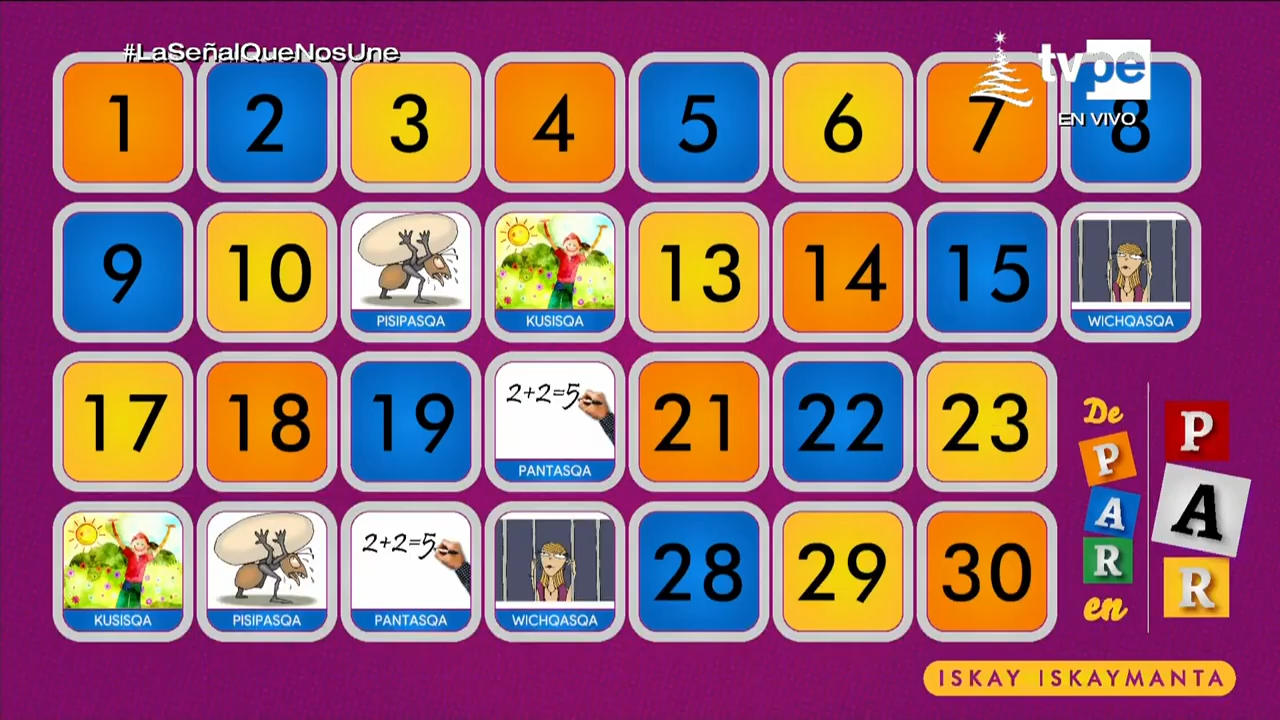 #LaSeñalQueNosUne
tvpe
EN VIVO
1 2 3 4 5 6 7 8
9 10 13 14 15
PISIPASQA KUSISQA WICHQASQA
17 18 19 2+2=5 21 22 23
PANTASQA
2+2=5 28 29 30
KUSISQA PISIPASQA PANTASQA WICHQASQA
De PAR en
PAR
ISKAY ISKAYMANTA